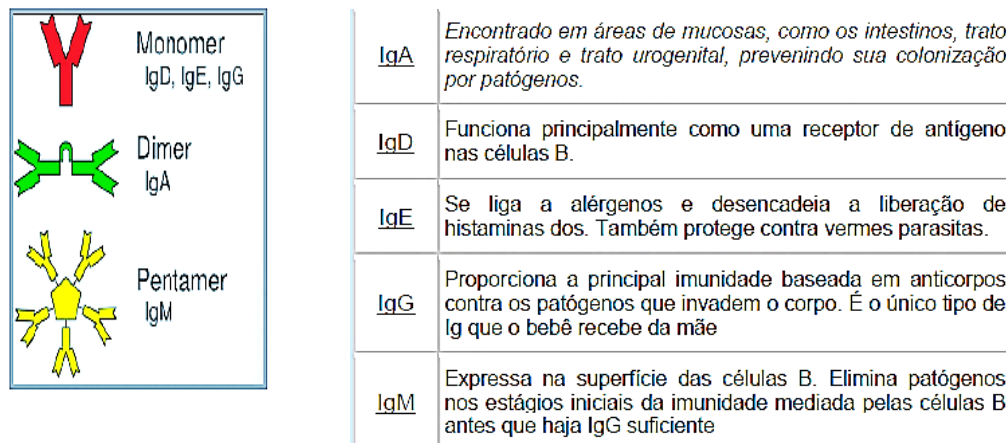 Monomer
IgD, IgE, IgG
Dimer
IgA
Pentamer
IgM
IgA
Encontrado em áreas de mucosas, como os intestinos, trato
respiratório e trato urogenital, prevenindo sua colonização
por patógenos.
IgD
Funciona principalmente como uma receptor de antígeno
nas células B.
IgE
Se liga a alérgenos e desencadeia a liberação de
histaminas dos. Também protege contra vermes parasitas.
IgG
Proporciona a principal imunidade baseada em anticorpos
contra os patógenos que invadem o corpo. É o único tipo de
Ig que o bebê recebe da mãe
IgM
Expressa na superfície das células B. Elimina patógenos
nos estágios iniciais da imunidade mediada pelas células B
antes que haja IgG suficiente